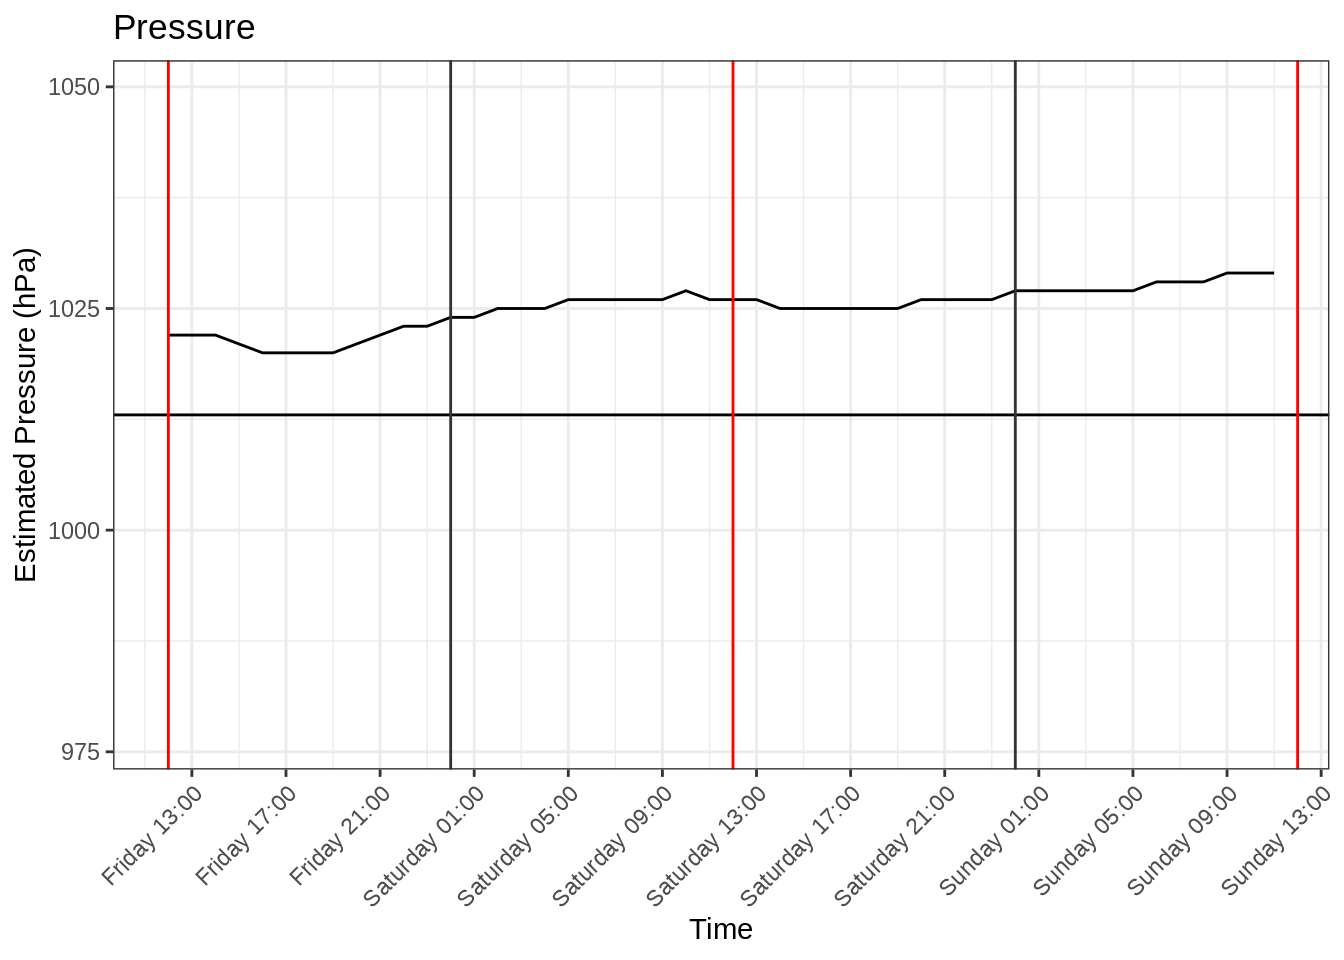 Pressure
Estimated Pressure (hPa)
1050
1025
1000
975
Friday 13:00
Friday 17:00
Friday 21:00
Saturday 01:00
Saturday 05:00
Saturday 09:00
Saturday 13:00
Saturday 17:00
Saturday 21:00
Sunday 01:00
Sunday 05:00
Sunday 09:00
Sunday 13:00
Time